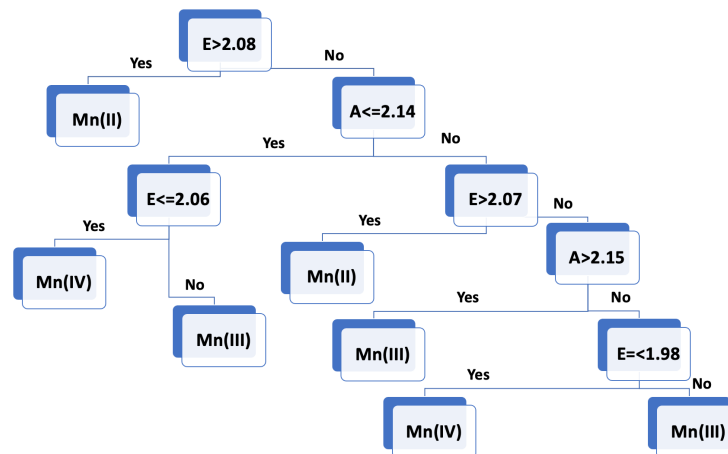 E>2.08
Yes
No
Mn(II)
A<=2.14
Yes
No
E<=2.06
E>2.07
Yes
No
Yes
No
Mn(IV)
Mn(III)
Mn(II)
A>2.15
Yes
No
Mn(III)
E=<1.98
Yes
No
Mn(IV)
Mn(III)